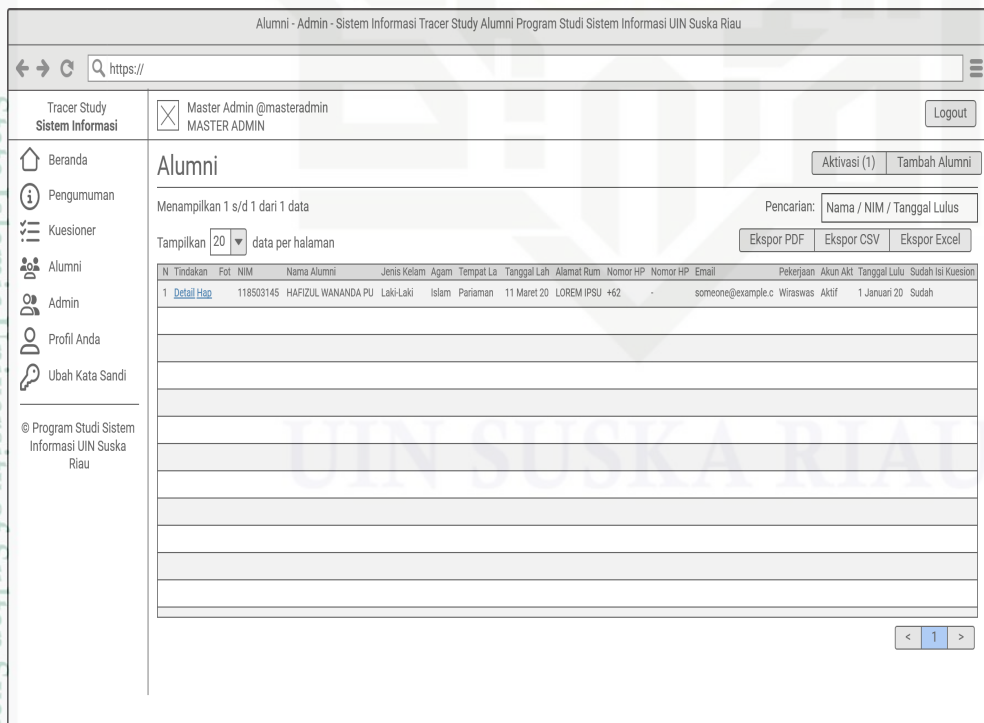 Alumni - Admin - Sistem Informasi Tracer Study Alumni Program Studi Sistem Informasi UIN Suska Riau
https://
Tracer Study
Sistem Informasi
Master Admin @masteradmin
MASTER ADMIN
Logout
Beranda
Pengumuman
Kuesioner
Alumni
Admin
Profil Anda
Ubah Kata Sandi
© Program Studi Sistem
Informasi UIN Suska
Riau
Alumni
Aktivasi (1) Tambah Alumni
Menampilkan 1 s/d 1 dari 1 data
Pencarian: Nama / NIM / Tanggal Lulus
Tampilkan 20 data per halaman
Ekspor PDF Ekspor CSV Ekspor Excel
N Tindakan Fot NIM Nama Alumni Jenis Kelam Agam Tempat La Tanggal Lah Alamat Rum Nomor HP Nomor HP Email Pekerjaan Akun Akt Tanggal Lulu Sudah Isi Kuesion
1 Detail Hap 118503145 HAFIZUL WANANDA PU Laki-Laki Islam Pariaman 11 Maret 20 LOREM IPSU +62 - someone@example.c Wiraswas Aktif 1 Januari 20 Sudah
< 1 >
UIN SUSKA RIAU